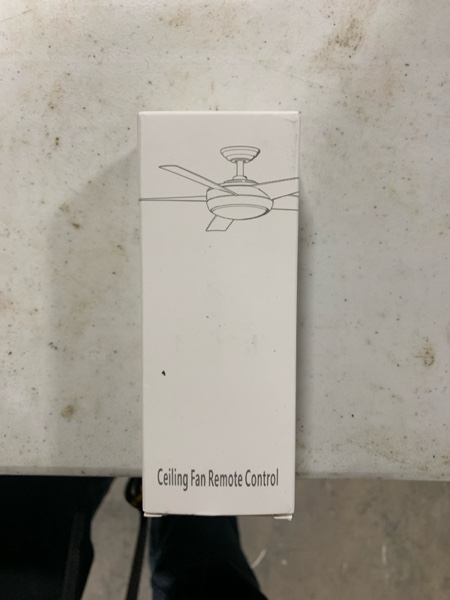 Ceiling Fan Remote Control